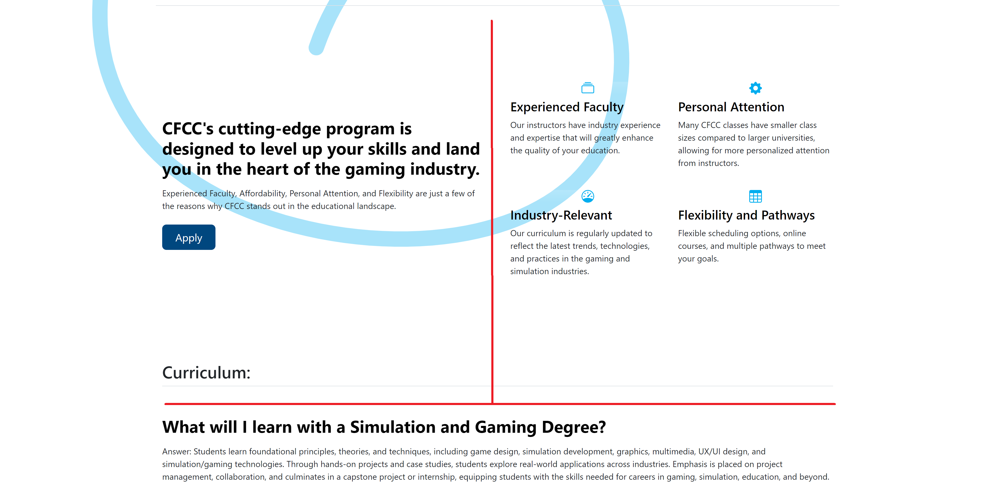 CFCC's cutting-edge program is
designed to level up your skills and land
you in the heart of the gaming industry.
Experienced Faculty, Affordability, Personal Attention, and Flexibility are just a few of
the reasons why CFCC stands out in the educational landscape.
Apply
Experienced Faculty
Our instructors have industry experience
and expertise that will greatly enhance
the quality of your education.
Personal Attention
Many CFCC classes have smaller class
sizes compared to larger universities,
allowing for more personalized attention
from instructors.
Industry-Relevant
Our curriculum is regularly updated to
reflect the latest trends, technologies,
and practices in the gaming and
simulation industries.
Flexibility and Pathways
Flexible scheduling options, online
courses, and multiple pathways to meet
your goals.
Curriculum:
What will I learn with a Simulation and Gaming Degree?
Answer: Students learn foundational principles, theories, and techniques, including game design, simulation development, graphics, multimedia, UX/UI design, and
simulation/gaming technologies. Through hands-on projects and case studies, students explore real-world applications across industries. Emphasis is placed on project
management, collaboration, and culminates in a capstone project or internship, equipping students with the skills needed for careers in gaming, simulation, education, and beyond.